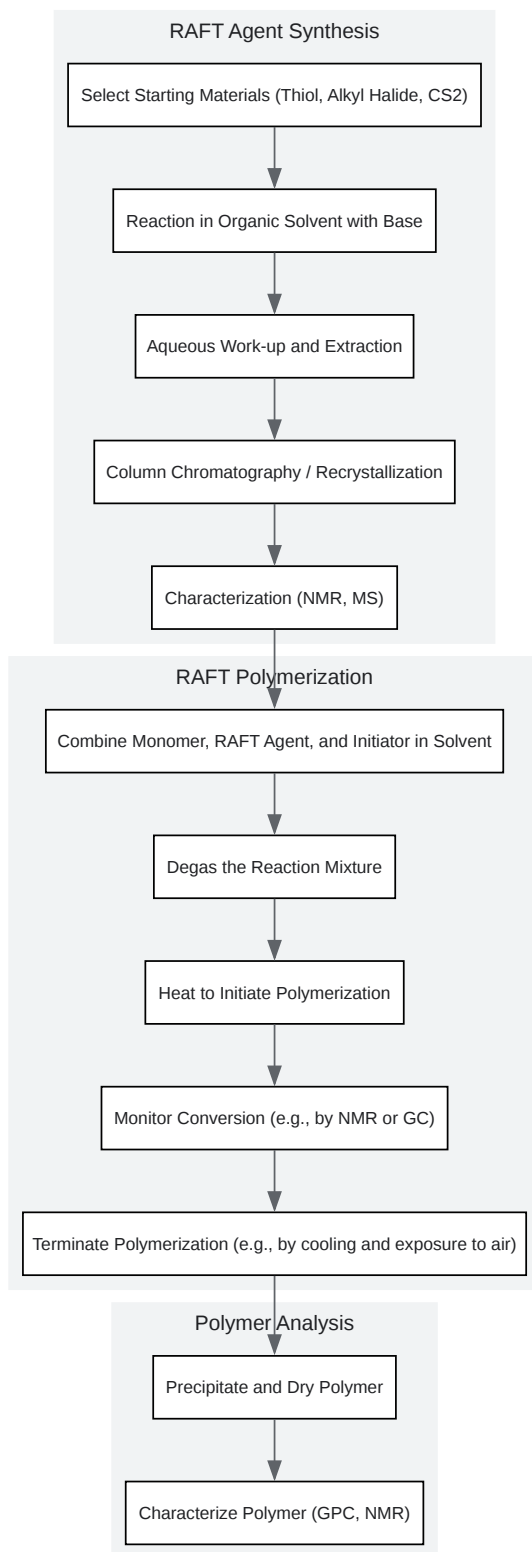 RAFT Agent Synthesis
Select Starting Materials (Thiol, Alkyl Halide, CS2)
Reaction in Organic Solvent with Base
Aqueous Work-up and Extraction
Column Chromatography / Recrystallization
Characterization (NMR, MS)
RAFT Polymerization
Combine Monomer, RAFT Agent, and Initiator in Solvent
Degas the Reaction Mixture
Heat to Initiate Polymerization
Monitor Conversion (e.g., by NMR or GC)
Terminate Polymerization (e.g., by cooling and exposure to air)
Polymer Analysis
Precipitate and Dry Polymer
Characterize Polymer (GPC, NMR)